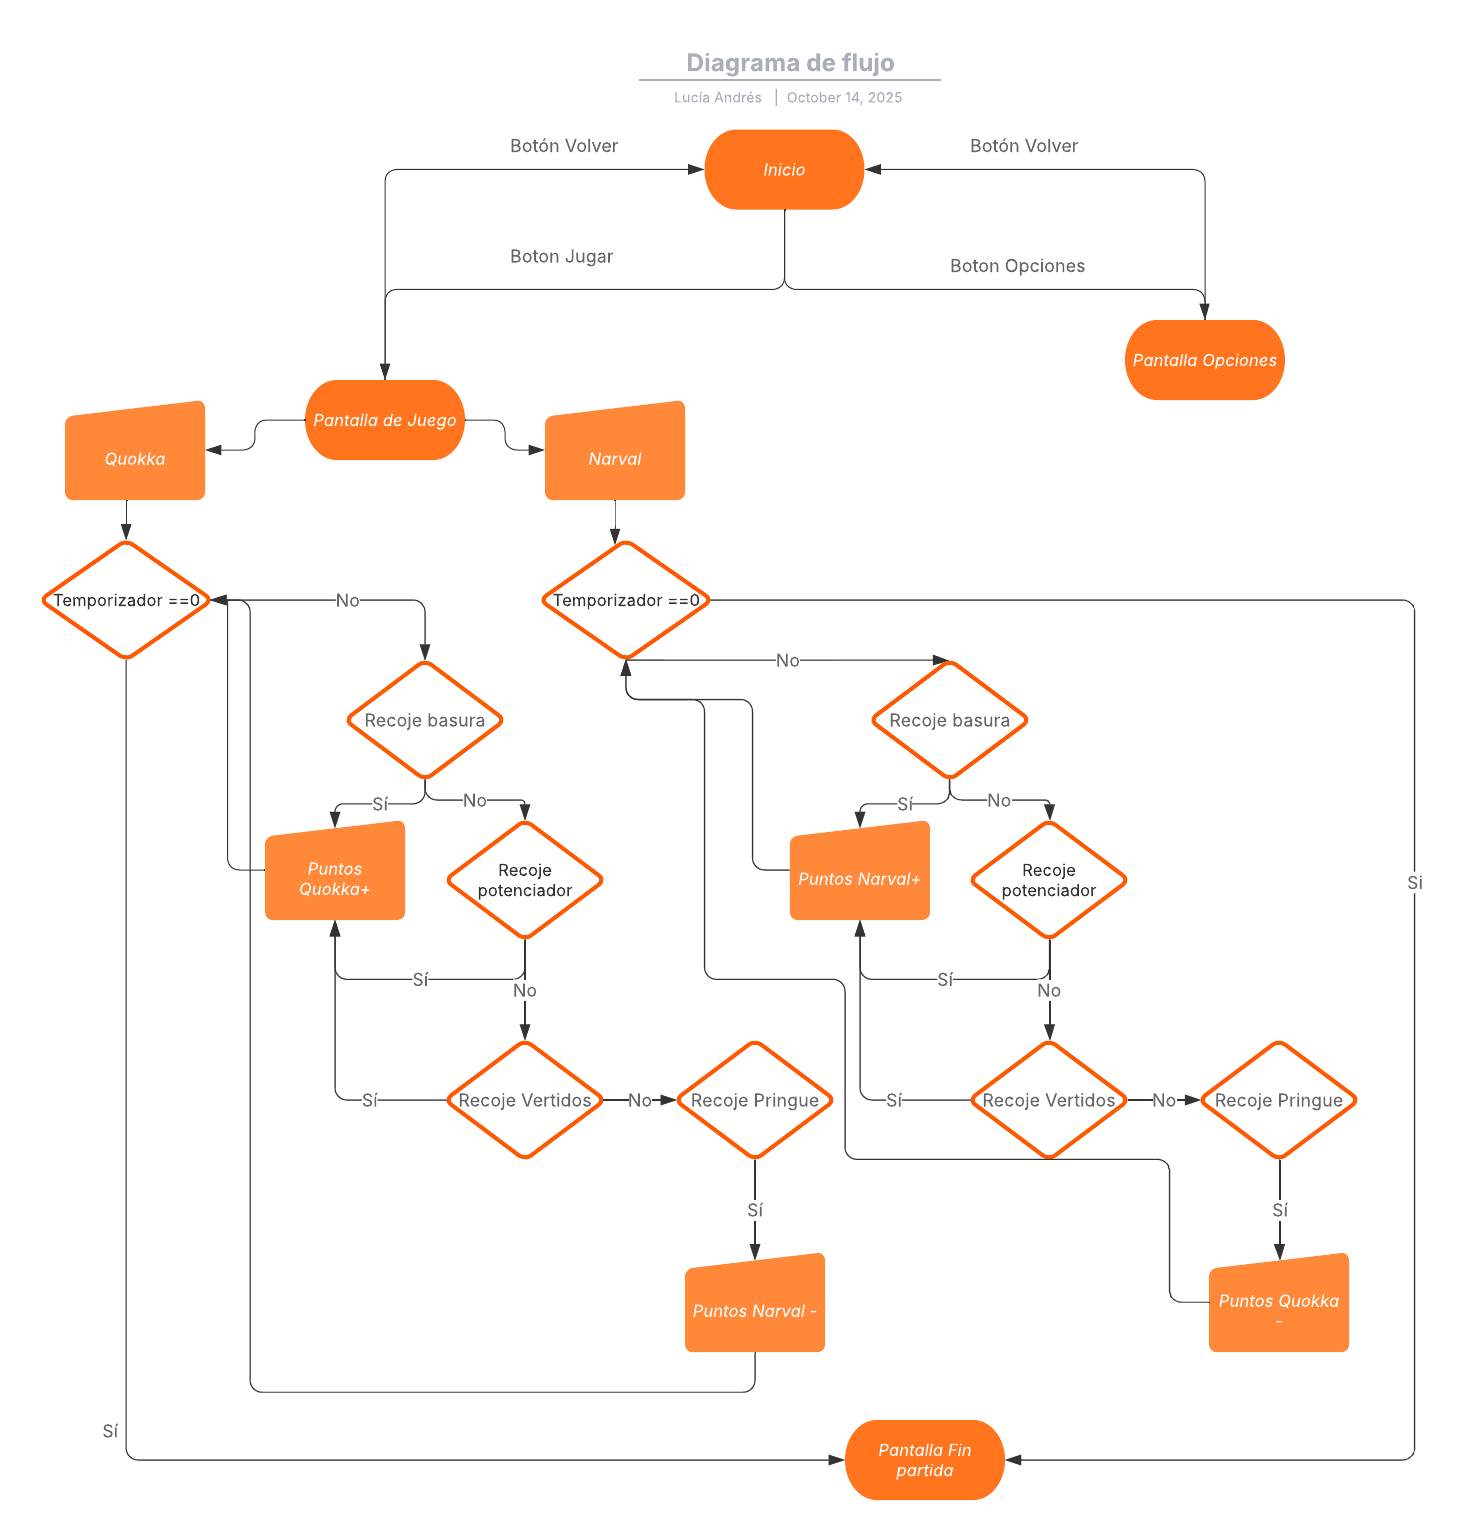 Diagrama de flujo
Lucía Andrés | October 14, 2025
Botón Volver
Inicio
Botón Volver
Boton Jugar
Boton Opciones
Pantalla Opciones
Pantalla de Juego
Quokka
Narval
Temporizador ==0
No
Temporizador ==0
No
Recoje basura
Recoje basura
Sí
No
Sí
No
Puntos
Quokka+
Recoje
potenciador
Puntos Narval+
Recoje
potenciador
Si
Sí
No
Sí
No
Sí
Recoje Vertidos
No
Recoje Pringue
Sí
Recoje Vertidos
No
Recoje Pringue
Sí
Sí
Puntos Narval -
Puntos Quokka
-
Sí
Pantalla Fin
partida